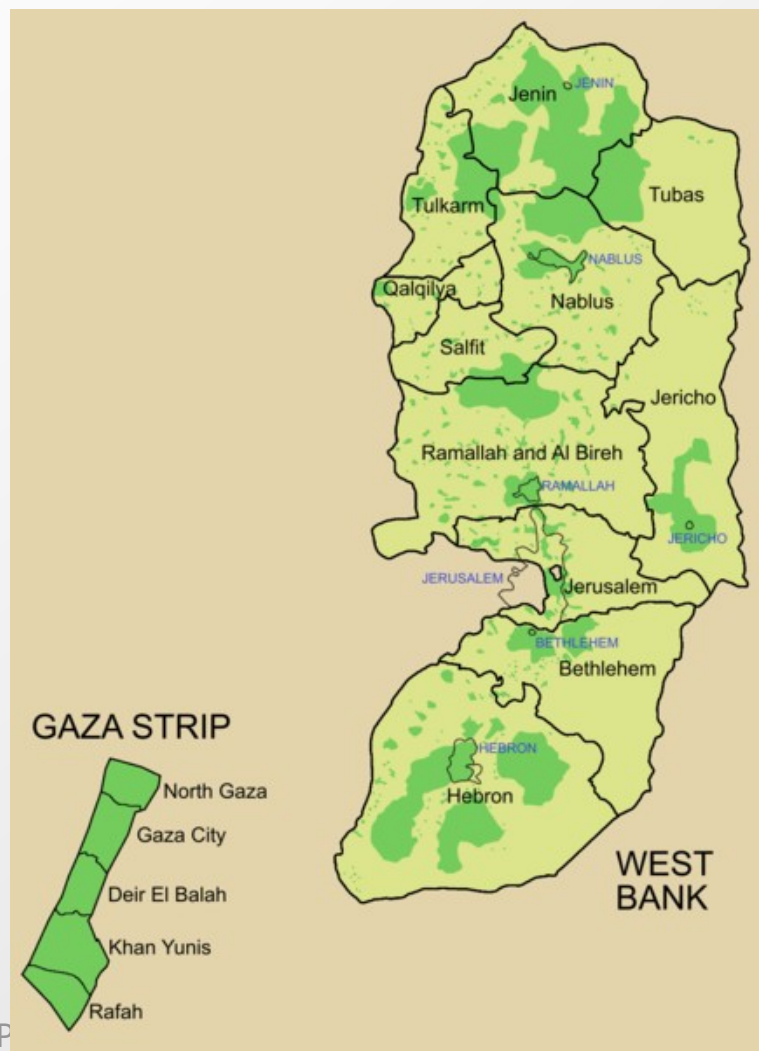 JENIN
Jenin
Tubas
Tulkarm
NABLUS
Qalqilya
Nablus
Salfit
Jericho
Ramallah and Al Bireh
RAMALLAH
JERICHO
JERUSALEM
Jerusalem
BETHLEHEM
Bethlehem
HEBRON
Hebron
GAZA STRIP
North Gaza
Gaza City
Deir El Balah
Khan Yunis
Rafah
WEST
BANK
P